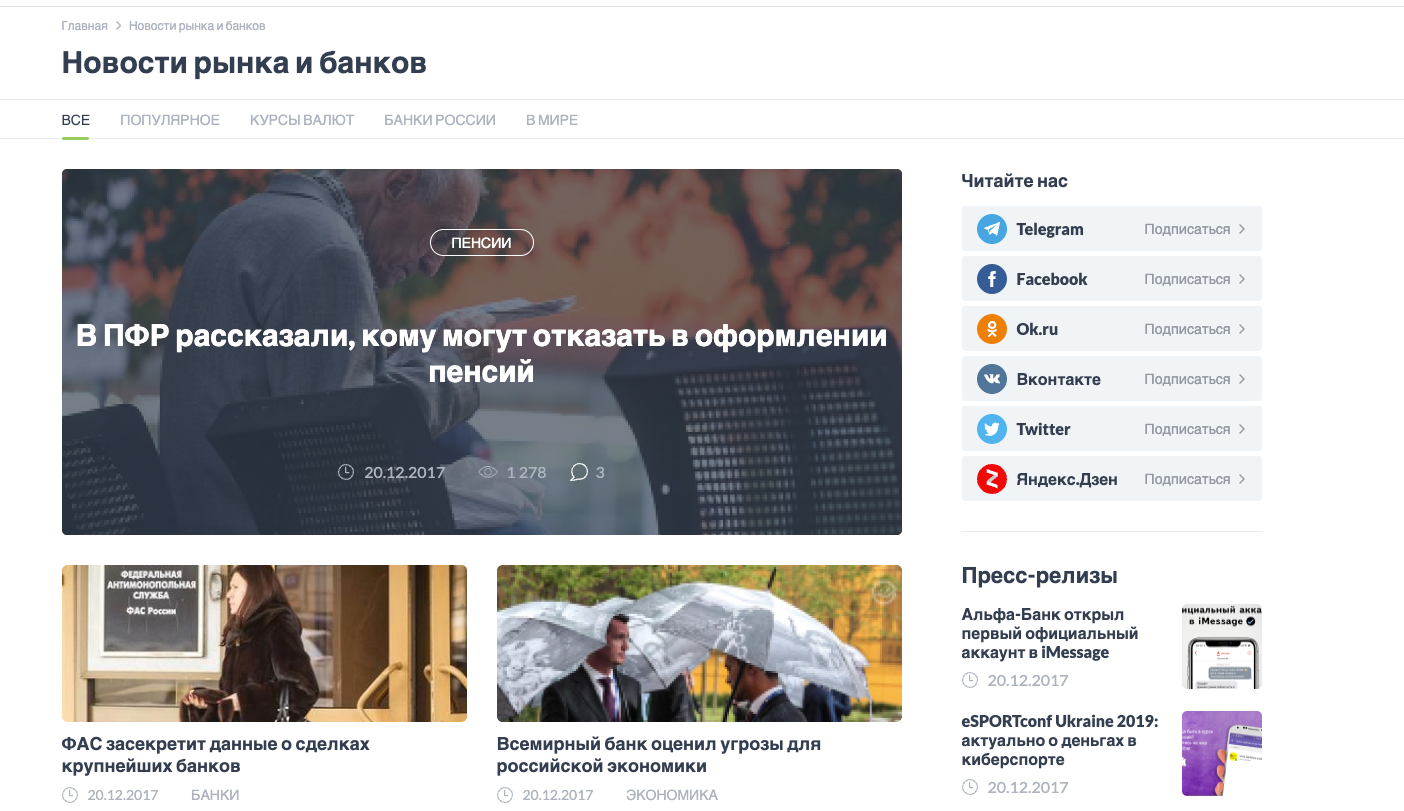 Главная > Новости рынка и банков
Новости рынка и банков
ВСЕ ПОПУЛЯРНОЕ КУРСЫ ВАЛЮТ БАНКИ РОССИИ В МИРЕ
ПЕНСИИ
В ПФР рассказали, кому могут отказать в оформлении
пенсий
20.12.2017 1 278 3
ФЕДЕРАЛЬНАЯ
АНТИМОНОПОЛЬНАЯ
СЛУЖБА
ФАС России
ФАС засекретит данные о сделках
крупнейших банков
20.12.2017 БАНКИ
Всемирный банк оценил угрозы для
российской экономики
20.12.2017 ЭКОНОМИКА
Читайте нас
Telegram Подписаться
Facebook Подписаться
Ok.ru Подписаться
Вконтакте Подписаться
Twitter Подписаться
Яндекс.Дзен Подписаться
Пресс-релизы
Альфа-Банк открыл
первый официальный
аккаунт в iMessage
20.12.2017
циальный акка
в iMessage
eSPORTconf Ukraine 2019:
актуально о деньгах в
киберспорте
20.12.2017